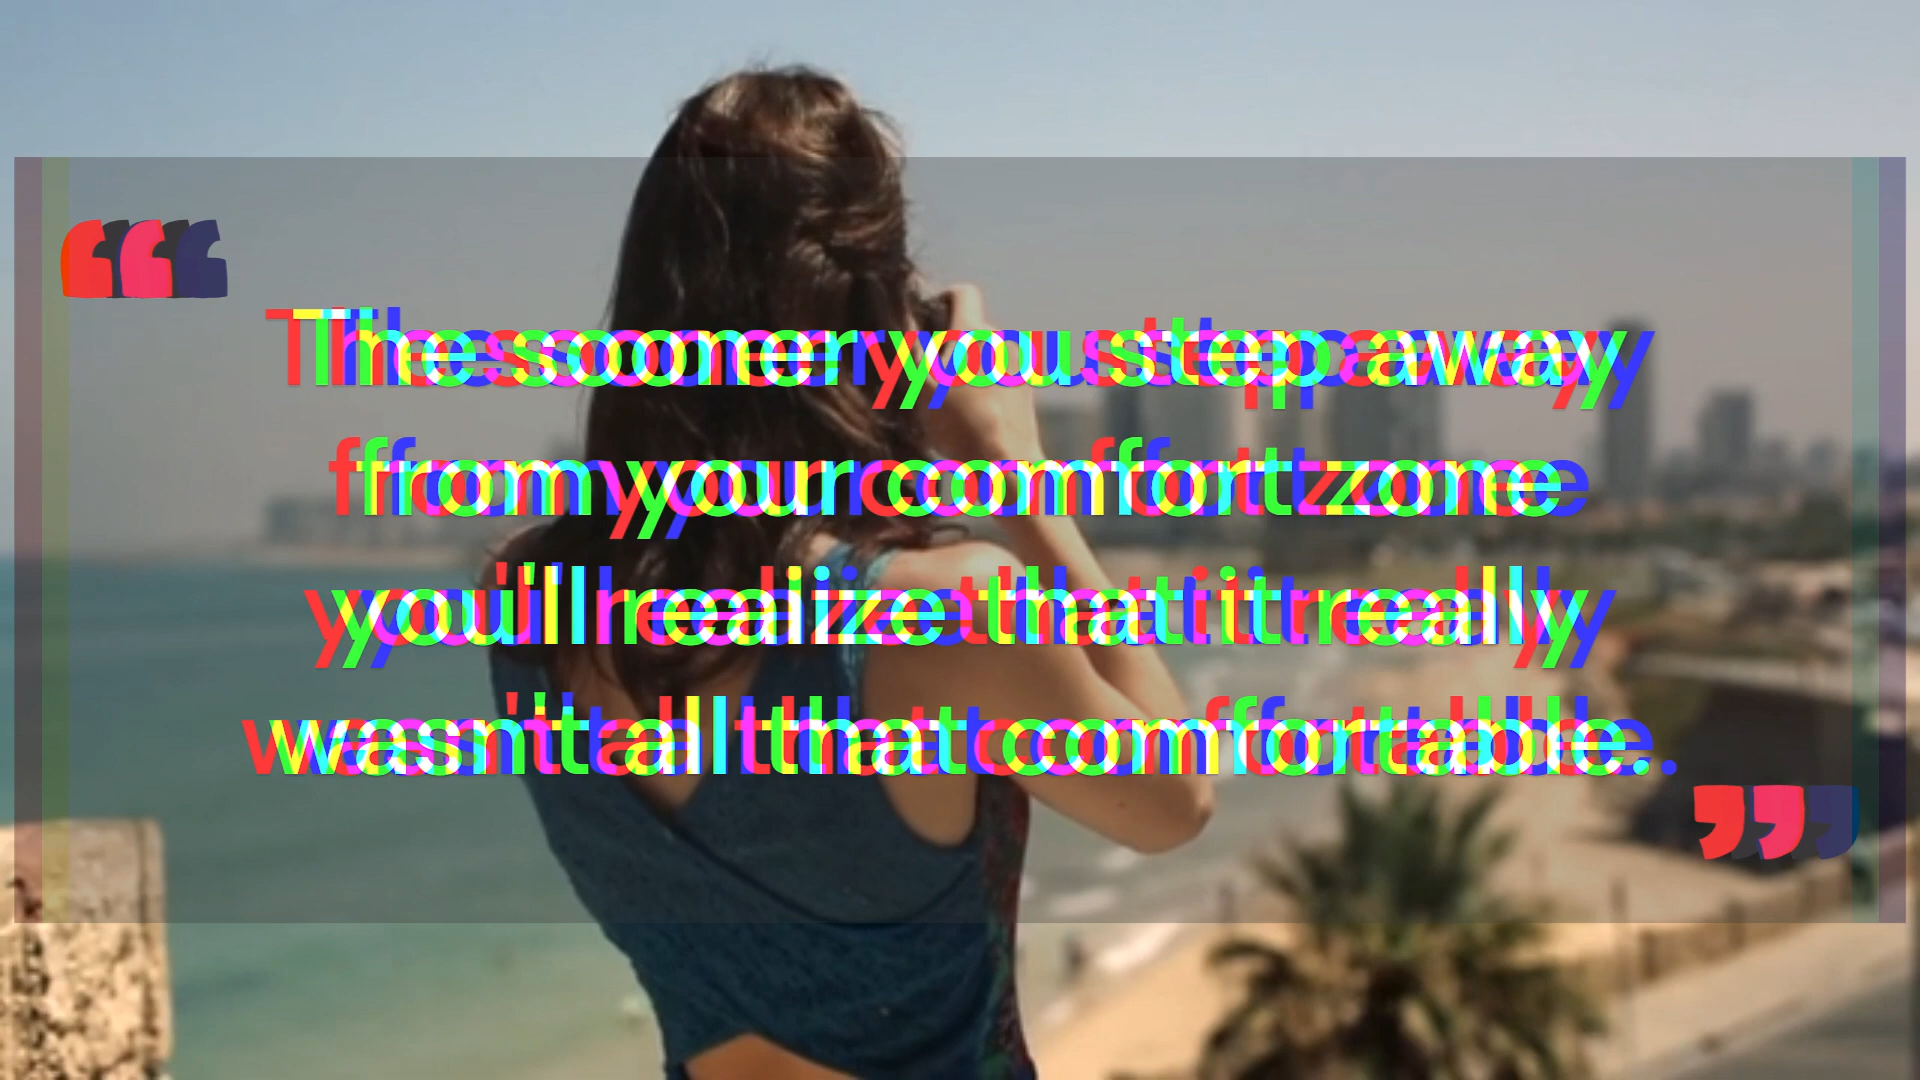 The sooner you step away
from your comfort zone
you'll realize that it really
wasn't all that comfortable.